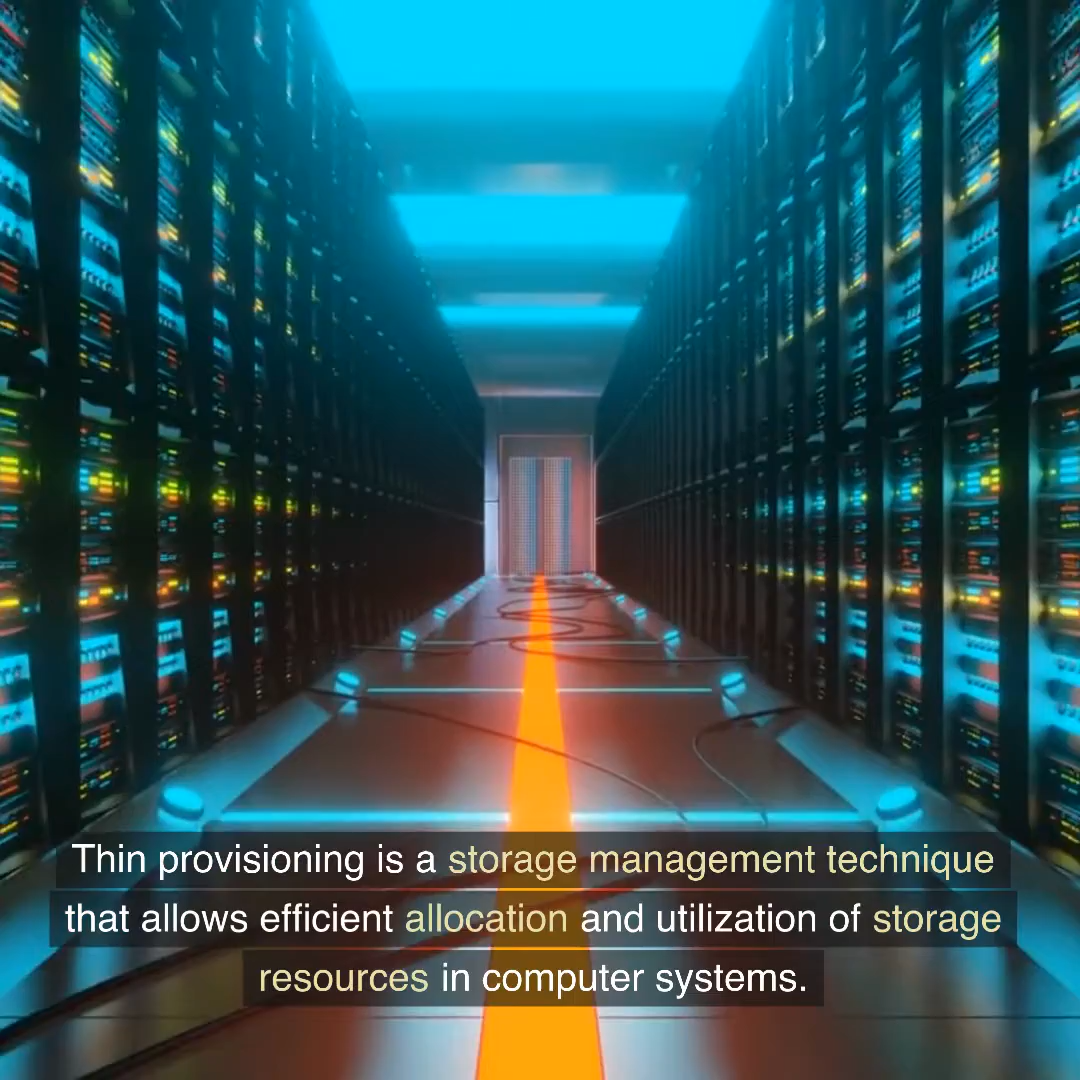 Thin provisioning is a storage management technique
that allows efficient allocation and utilization of storage
resources in computer systems.